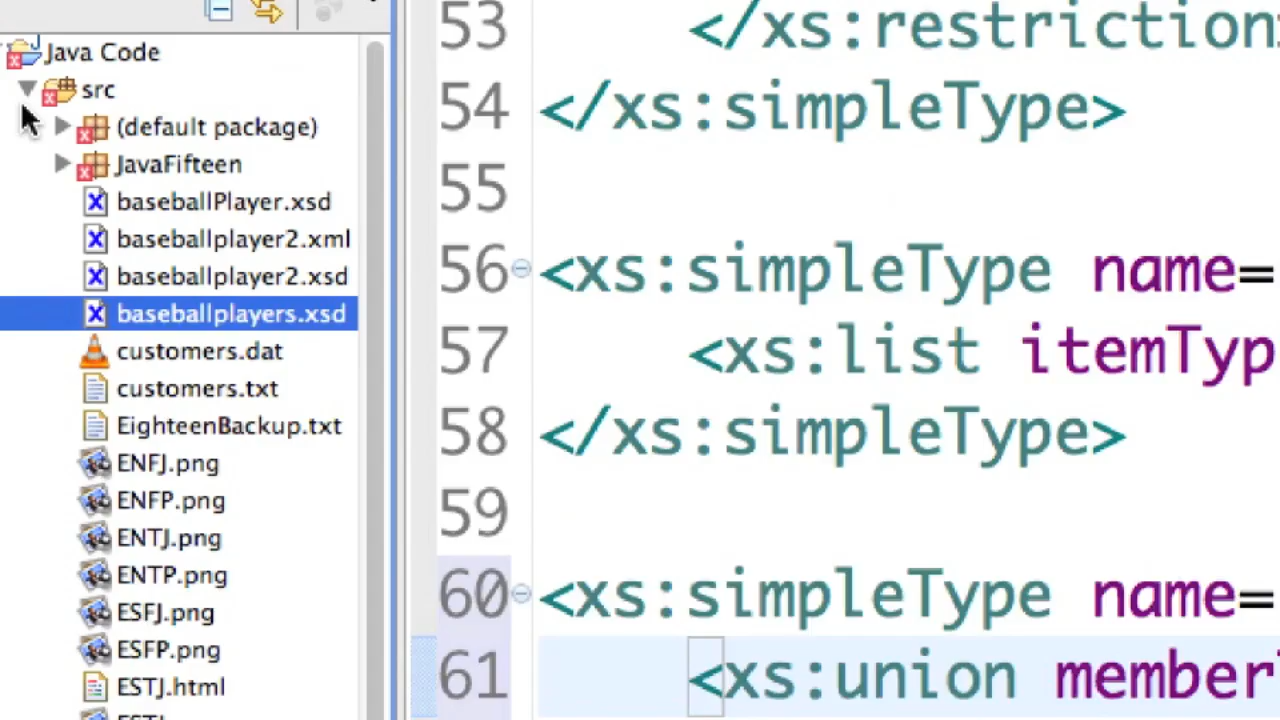 Java Code
src
(default package)
JavaFifteen
baseballPlayer.xsd
baseballplayer2.xml
baseballplayer2.xsd
baseballplayers.xsd
customers.dat
customers.txt
EighteenBackup.txt
ENFJ.png
ENFP.png
ENTJ.png
ENTP.png
ESFJ.png
ESFP.png
ESTJ.html
53 </xs:restriction
54 </xs:simpleType>
55
56 <xs:simpleType name=
57 <xs:list itemTyp
58 </xs:simpleType>
59
60 <xs:simpleType name=
61 <xs:union member